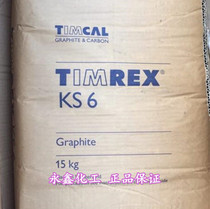 TIMCAL
GRAPHITE & CARBON
TIMREX®
KS 6
Graphite
15 kg
永鑫化工 正品保证